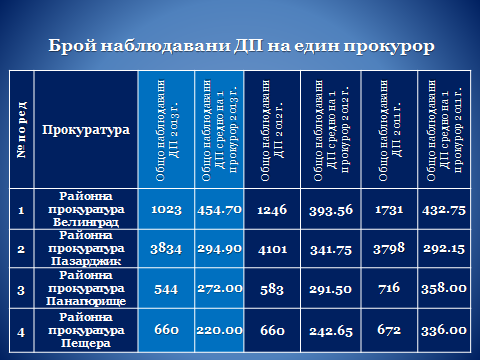 Брой наблюдавани ДП на един прокурор
№ по ред
Прокуратура
Общо наблюдавани
ДП 2013 г.
Общо наблюдавани
ДП средно на 1
прокурор 2013 г.
Общо наблюдавани
ДП 2012 г.
Общо наблюдавани
ДП средно на 1
прокурор 2012 г.
Общо наблюдавани
ДП 2011 г.
Общо наблюдавани
ДП средно на 1
прокурор 2011 г.
1
Районна
прокуратура
Велинград
1023
454.70
1246
393.56
1731
432.75
2
Районна
прокуратура
Пазарджик
3834
294.90
4101
341.75
3798
292.15
3
Районна
прокуратура
Панапорище
544
272.00
583
291.50
716
358.00
4
Районна
прокуратура
Пещера
660
220.00
660
242.65
672
336.00